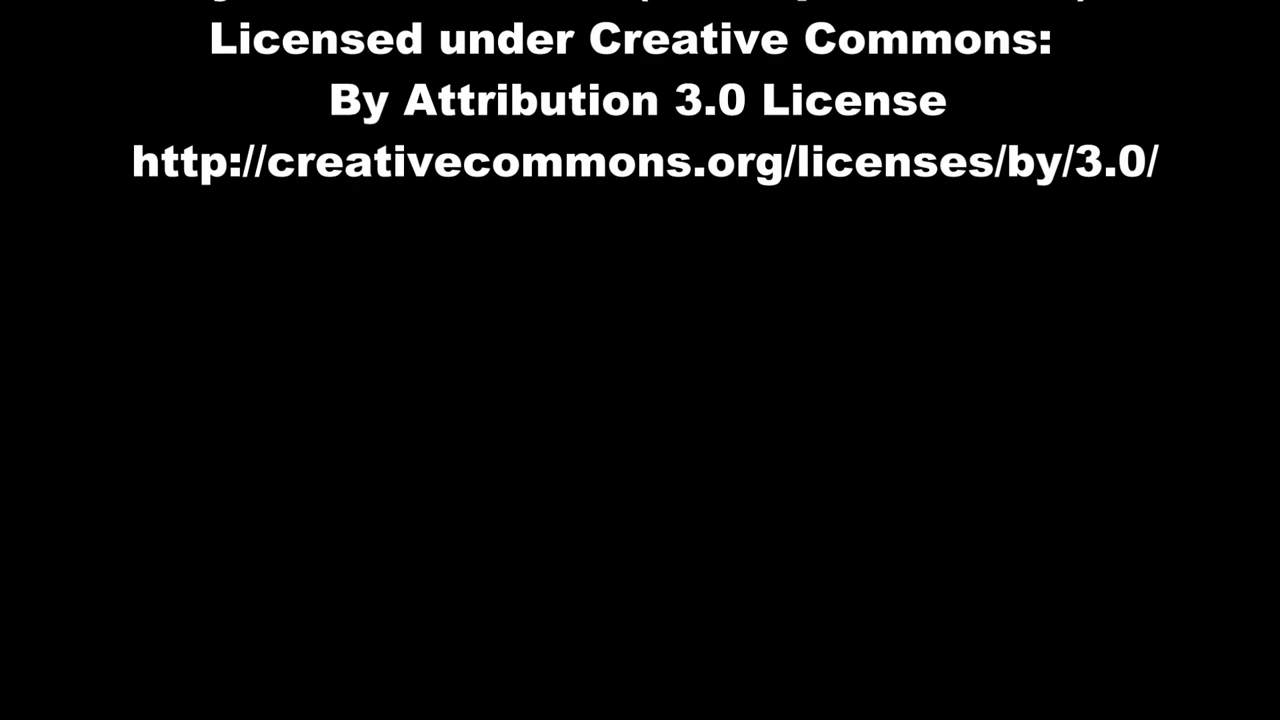 Licensed under Creative Commons:
By Attribution 3.0 License
http://creativecommons.org/licenses/by/3.0/